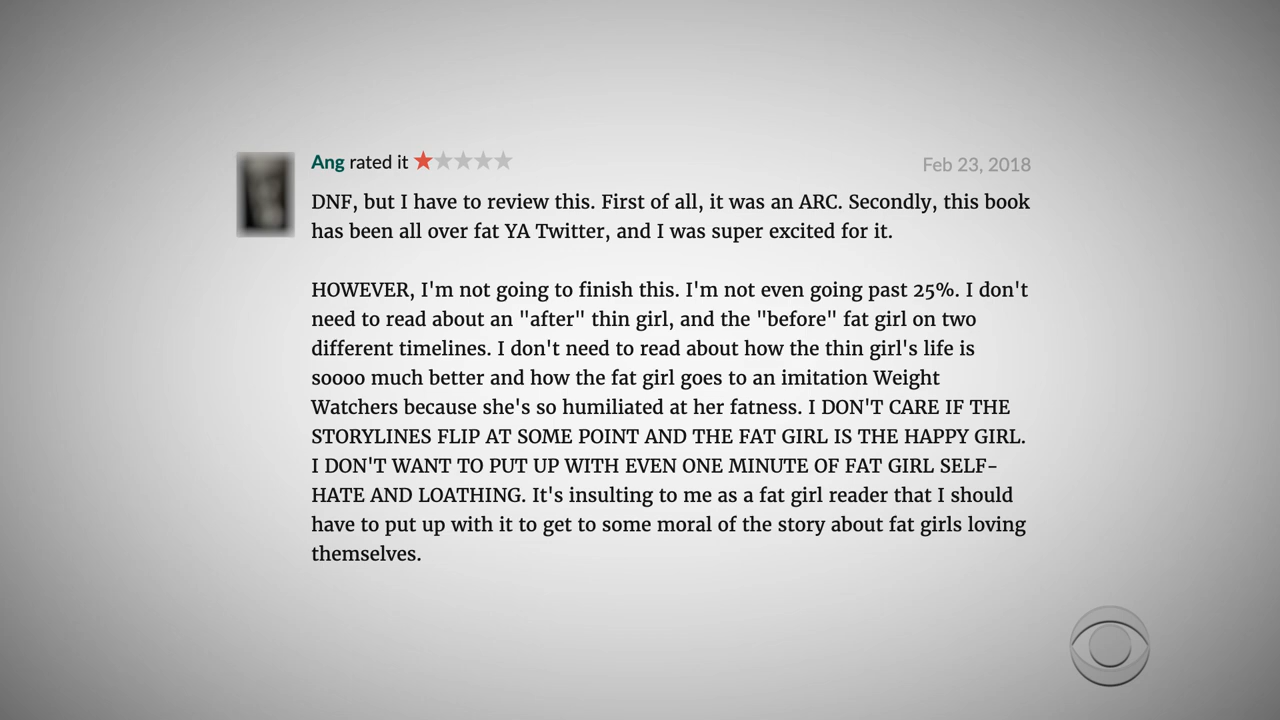 Ang rated it
Feb 23, 2018
DNF, but I have to review this. First of all, it was an ARC. Secondly, this book
has been all over fat YA Twitter, and I was super excited for it.
HOWEVER, I'm not going to finish this. I'm not even going past 25%. I don't
need to read about an "after" thin girl, and the "before" fat girl on two
different timelines. I don't need to read about how the thin girl's life is
soooo much better and how the fat girl goes to an imitation Weight
Watchers because she's so humiliated at her fatness. I DON'T CARE IF THE
STORYLINES FLIP AT SOME POINT AND THE FAT GIRL IS THE HAPPY GIRL.
I DON'T WANT TO PUT UP WITH EVEN ONE MINUTE OF FAT GIRL SELF-
HATE AND LOATHING. It's insulting to me as a fat girl reader that I should
have to put up with it to get to some moral of the story about fat girls loving
themselves.